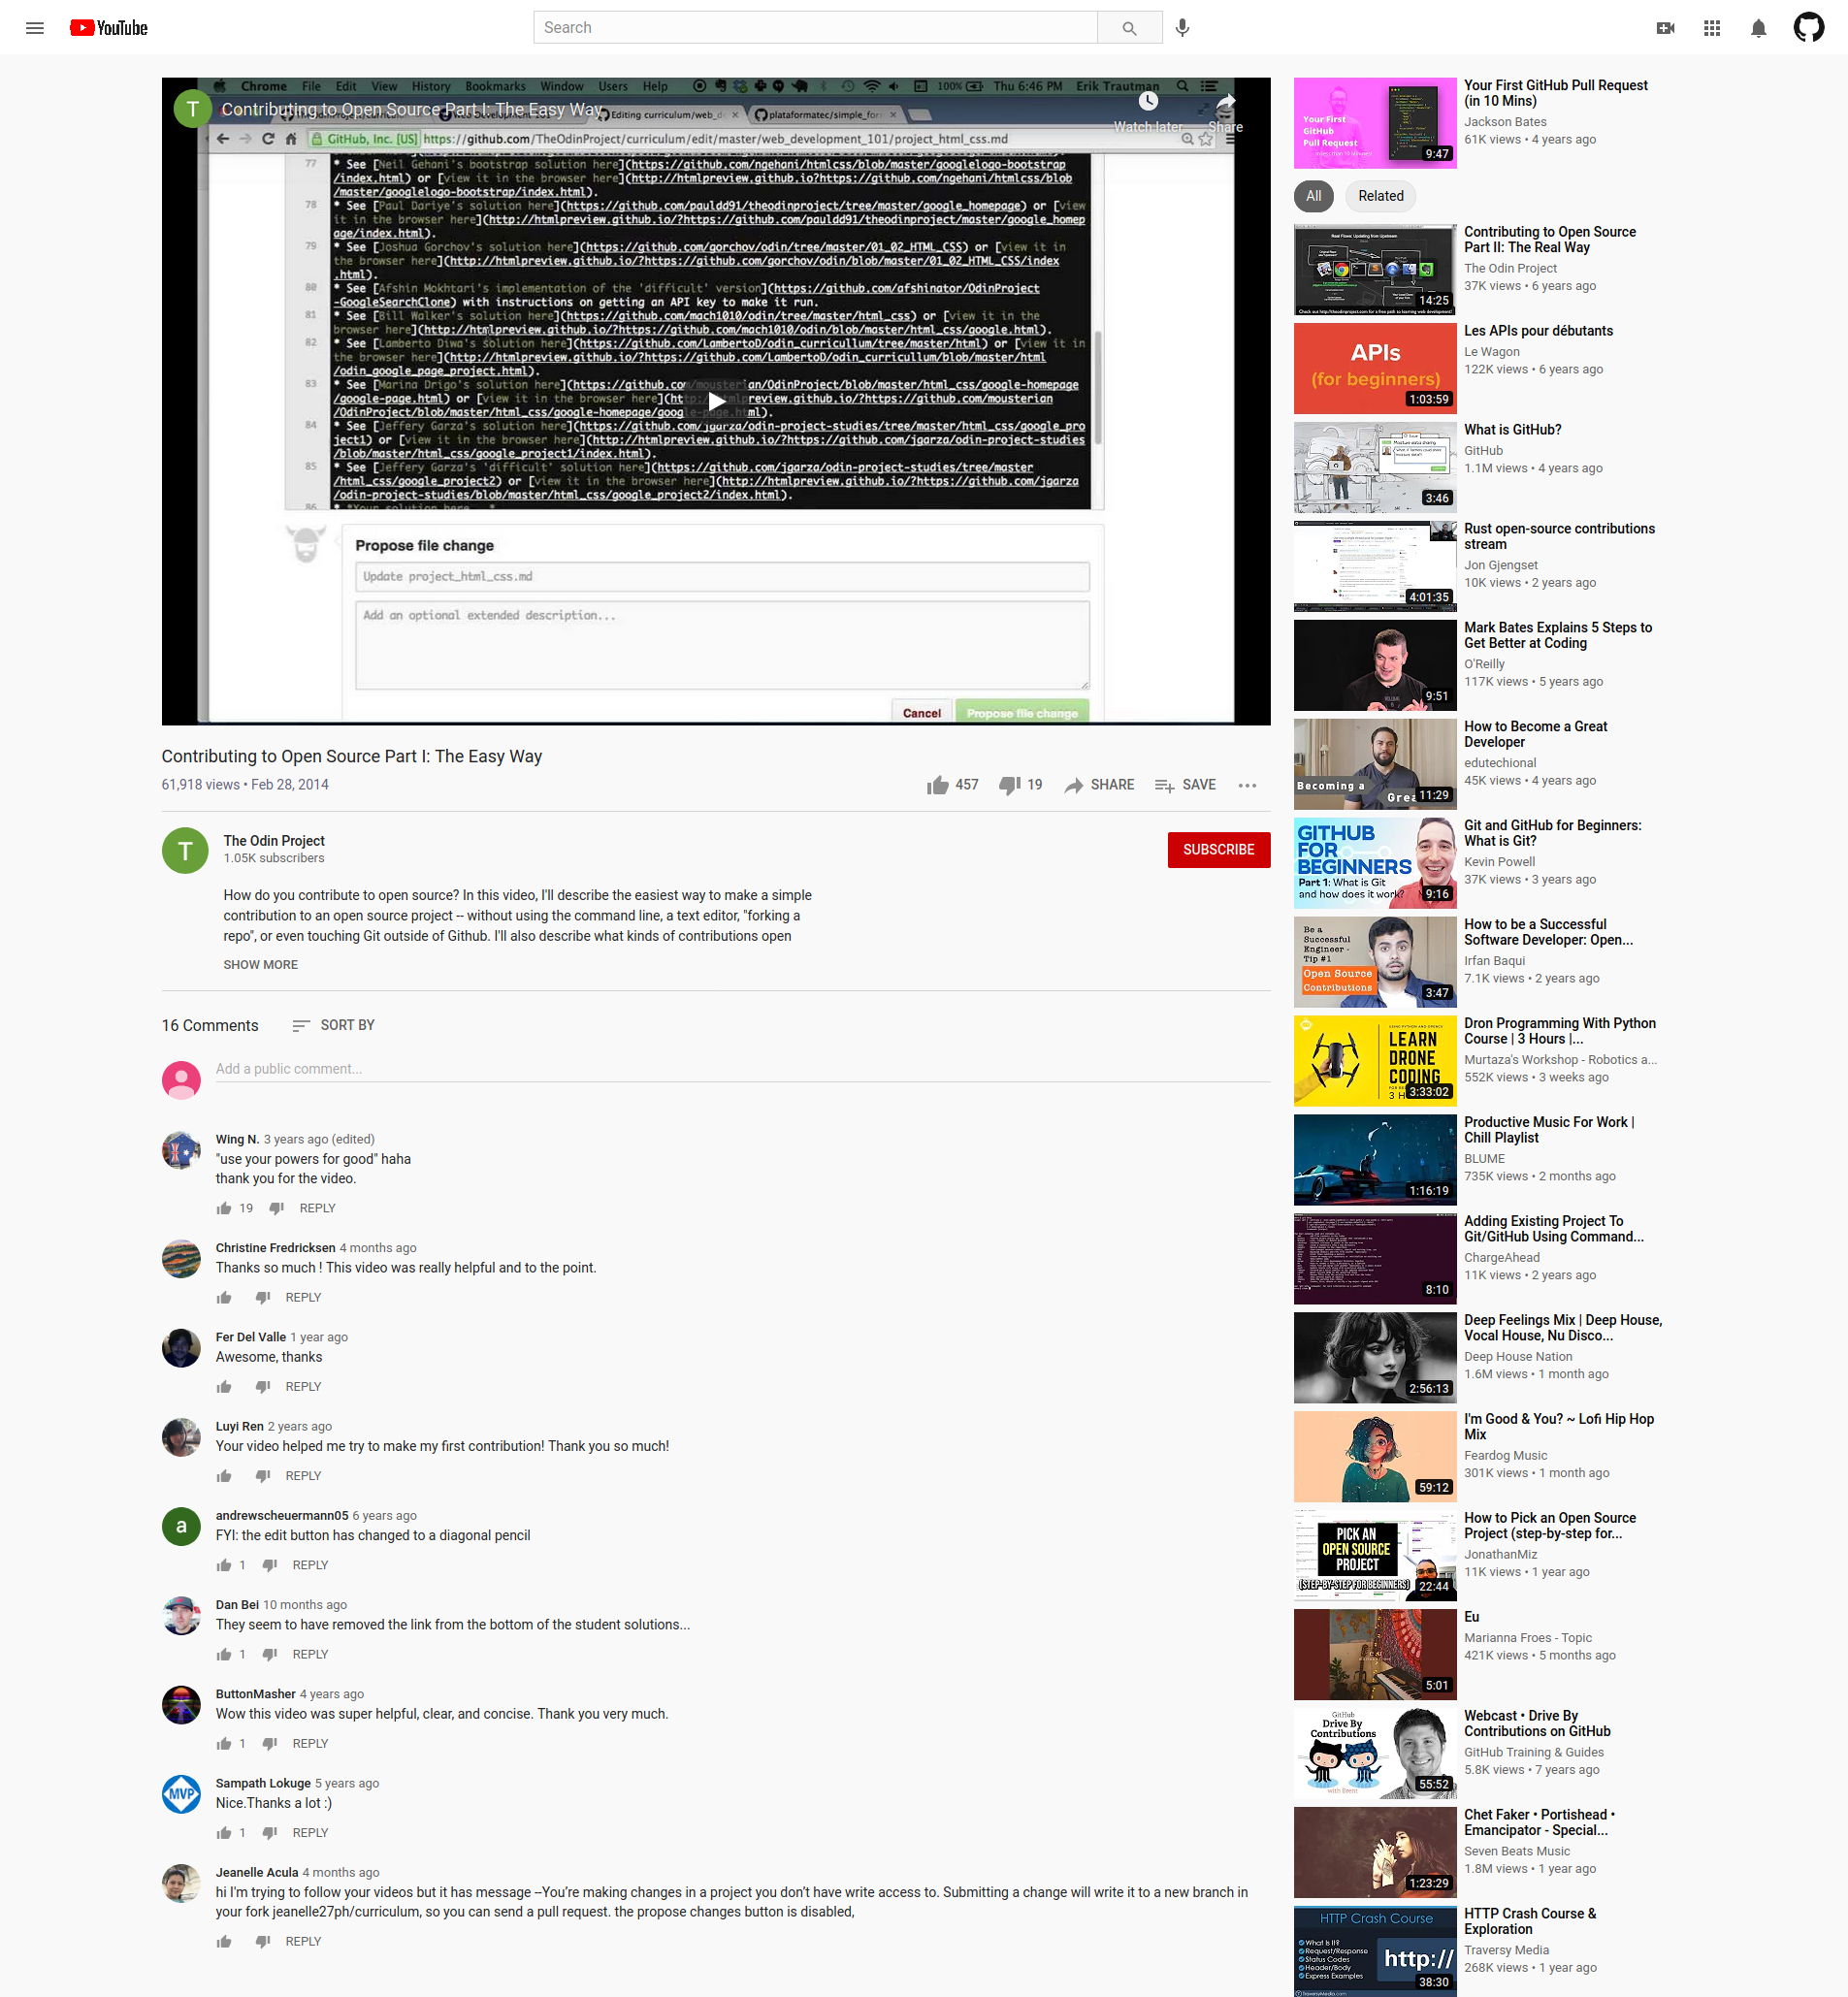 YouTube
Search
Chrome File Edit View History Bookmarks Window Users Help 100% Thu 6:46 PM Erik Trautman
T Contributing to Open Source Part I: The Easy Way
Editing curriculum/web_d
plataformatec/simple_for
Watch later Share
GitHub, Inc. [US] https://github.com/TheOdinProject/curriculum/edit/master/web_development_101/project_html_css.md
77 * See [Neil Gehani's bootstrap solution here](https://github.com/ngehani/htmlcss/blob/master/googlelogo-bootstrap
/index.html) or [view it in the browser here](http://htmlpreview.github.io?https://github.com/ngehani/htmlcss/blob
/master/googlelogo-bootstrap/index.html).
78 * See [Paul Dariye's solution here](https://github.com/pauldd91/theodinproject/tree/master/google_homepage) or [view
it in the browser here](http://htmlpreview.github.io/?https://github.com/pauldd91/theodinproject/master/google_homep
age/index.html).
79 * See [Joshua Gorchov's solution here](https://github.com/gorchov/odin/tree/master/01_02_HTML_CSS) or [view it in
the browser here](http://htmlpreview.github.io/?https://github.com/gorchov/odin/blob/master/01_02_HTML_CSS/index
.html).
80 * See [Afshin Mokhtari's implementation of the 'difficult' version](https://github.com/afshinator/OdinProject
-GoogleSearchClone) with instructions on getting an API key to make it run.
81 * See [Bill Walker's solution here](https://github.com/mach1010/odin/tree/master/html_css) or [view it in the
browser here](http://htmlpreview.github.io/?https://github.com/mach1010/odin/blob/master/html_css/google.html).
82 * See [Lamberto Diwa's solution here](https://github.com/LambertoD/odin_curricullum/tree/master/html) or [view it in
the browser here](http://htmlpreview.github.io/?https://github.com/LambertoD/odin_curricullum/blob/master/html
/odin_google_page_project.html).
83 * See [Marina Drigo's solution here](https://github.com/mousterian/OdinProject/blob/master/html_css/google-homepage
/google-page.html) or [view it in the browser here](http://htmlpreview.github.io/?https://github.com/mousterian
/OdinProject/blob/master/html_css/google-homepage/google-page.html).
84 * See [Jeffery Garza's solution here](https://github.com/jgarza/odin-project-studies/tree/master/html_css/google_pro
ject1) or [view it in the browser here](http://htmlpreview.github.io/?https://github.com/jgarza/odin-project-studies
/blob/master/html_css/google_project1/index.html).
85 * See [Jeffery Garza's 'difficult' solution here](https://github.com/jgarza/odin-project-studies/tree/master
/html_css/google_project2) or [view it in the browser here](http://htmlpreview.github.io/?https://github.com/jgarza
/odin-project-studies/blob/master/html_css/google_project2/index.html).
86 * *Your solution here...*
Propose file change
Update project_html_css.md
Add an optional extended description...
Cancel Propose file change
Contributing to Open Source Part I: The Easy Way
61,918 views • Feb 28, 2014
457 19 SHARE SAVE
T
The Odin Project
1.05K subscribers
SUBSCRIBE
How do you contribute to open source? In this video, I'll describe the easiest way to make a simple
contribution to an open source project -- without using the command line, a text editor, "forking a
repo", or even touching Git outside of Github. I'll also describe what kinds of contributions open
SHOW MORE
16 Comments SORT BY
Add a public comment...
Wing N. 3 years ago (edited)
"use your powers for good" haha
thank you for the video.
19 REPLY
Christine Fredricksen 4 months ago
Thanks so much ! This video was really helpful and to the point.
REPLY
Fer Del Valle 1 year ago
Awesome, thanks
REPLY
Luyi Ren 2 years ago
Your video helped me try to make my first contribution! Thank you so much!
REPLY
a
andrewscheuermann05 6 years ago
FYI: the edit button has changed to a diagonal pencil
1 REPLY
Dan Bei 10 months ago
They seem to have removed the link from the bottom of the student solutions...
1 REPLY
ButtonMasher 4 years ago
Wow this video was super helpful, clear, and concise. Thank you very much.
1 REPLY
MVP
Sampath Lokuge 5 years ago
Nice.Thanks a lot :)
1 REPLY
Jeanelle Acula 4 months ago
hi I'm trying to follow your videos but it has message --You’re making changes in a project you don’t have write access to. Submitting a change will write it to a new branch in
your fork jeanelle27ph/curriculum, so you can send a pull request. the propose changes button is disabled,
REPLY
Your First
GitHub
Pull Request
9:47
Your First GitHub Pull Request
(in 10 Mins)
Jackson Bates
61K views • 4 years ago
All Related
14:25
Contributing to Open Source
Part II: The Real Way
The Odin Project
37K views • 6 years ago
APIs
(for beginners)
1:03:59
Les APIs pour débutants
Le Wagon
122K views • 6 years ago
3:46
What is GitHub?
GitHub
1.1M views • 4 years ago
4:01:35
Rust open-source contributions
stream
Jon Gjengset
10K views • 2 years ago
9:51
Mark Bates Explains 5 Steps to
Get Better at Coding
O'Reilly
117K views • 5 years ago
Becoming a
Grea
11:29
How to Become a Great
Developer
edutechional
45K views • 4 years ago
GITHUB
FOR
BEGINNERS
Part 1: What is Git
and how does it work?
9:16
Git and GitHub for Beginners:
What is Git?
Kevin Powell
37K views • 3 years ago
Be a
Successful
Engineer -
Tip #1
Open Source
Contributions
3:47
How to be a Successful
Software Developer: Open...
Irfan Baqui
7.1K views • 2 years ago
LEARN
DRONE
CODING
3:33:02
Dron Programming With Python
Course | 3 Hours |...
Murtaza's Workshop - Robotics a...
552K views • 3 weeks ago
1:16:19
Productive Music For Work |
Chill Playlist
BLUME
735K views • 2 months ago
8:10
Adding Existing Project To
Git/GitHub Using Command...
ChargeAhead
11K views • 2 years ago
2:56:13
Deep Feelings Mix | Deep House,
Vocal House, Nu Disco...
Deep House Nation
1.6M views • 1 month ago
59:12
I'm Good & You? ~ Lofi Hip Hop
Mix
Feardog Music
301K views • 1 month ago
PICK AN
OPEN SOURCE
PROJECT
(STEP-BY-STEP FOR BEGINNERS)
22:44
How to Pick an Open Source
Project (step-by-step for...
JonathanMiz
11K views • 1 year ago
5:01
Eu
Marianna Froes - Topic
421K views • 5 months ago
GitHub
Drive By
Contributions
with Brent
55:52
Webcast • Drive By
Contributions on GitHub
GitHub Training & Guides
5.8K views • 7 years ago
1:23:29
Chet Faker • Portishead •
Emancipator - Special...
Seven Beats Music
1.8M views • 1 year ago
HTTP Crash Course
What Is It?
Request/Response
Status Codes
Header/Body
Express Examples
http://
38:30
HTTP Crash Course &
Exploration
Traversy Media
268K views • 1 year ago